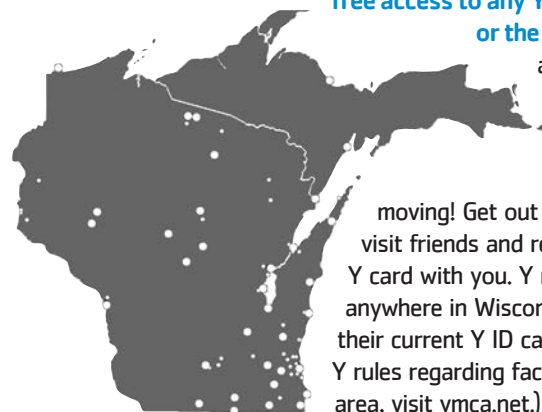 free access to any Y
or the
a
moving! Get out
visit friends and re
Y card with you. Y
anywhere in Wiscon
their current Y ID ca
Y rules regarding fac
area, visit ymca.net.)